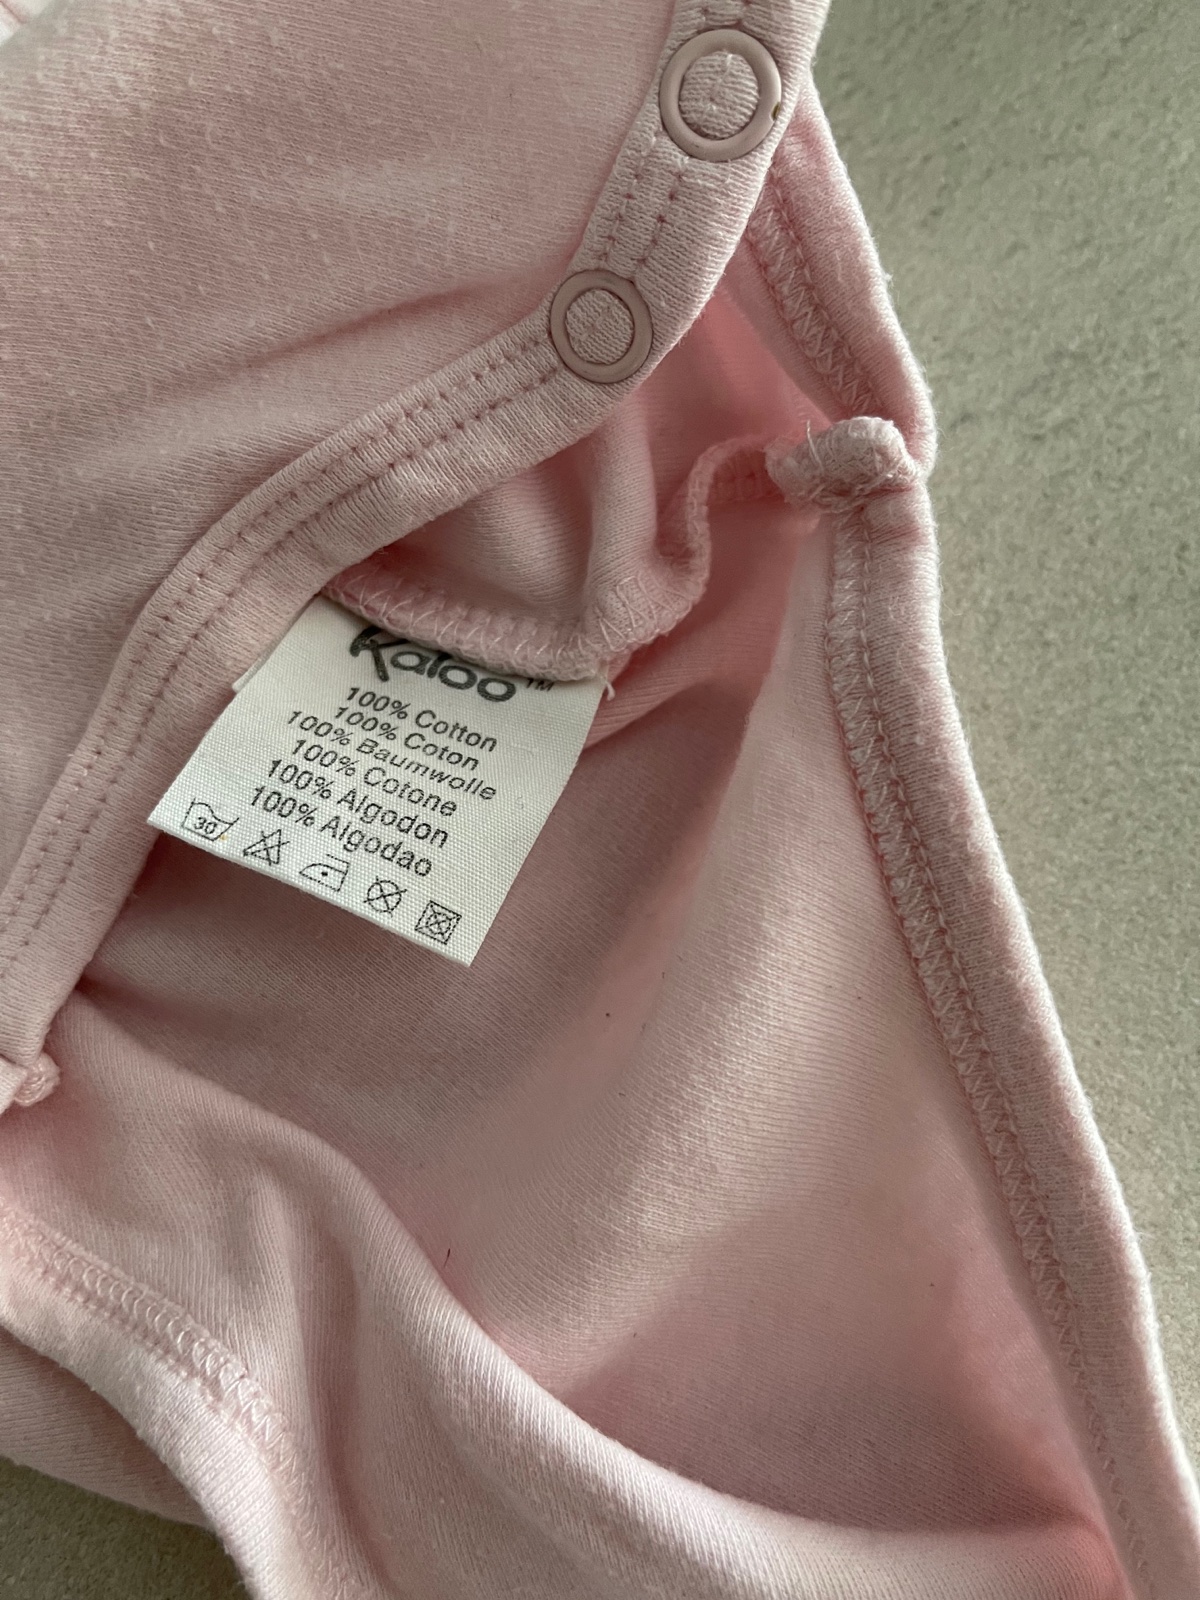 Kaloo™
100% Cotton
100% Coton
100% Baumwolle
100% Cotone
100% Algodon
100% Algodao
30